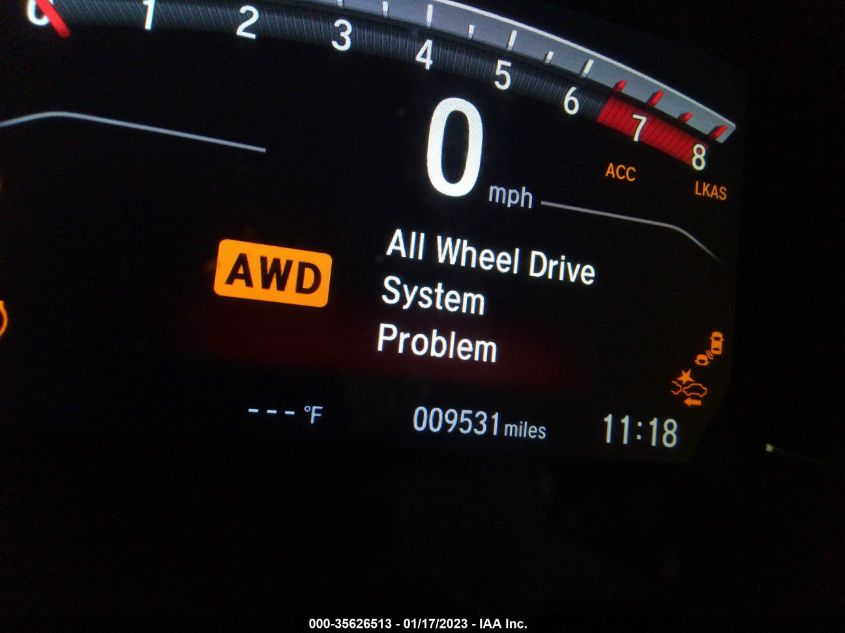 0 1 2 3 4 5 6 7 8
0 mph
ACC
LKAS
AWD
All Wheel Drive
System
Problem
---°F
009531 miles
11:18
000-35626513 - 01/17/2023 - IAA Inc.